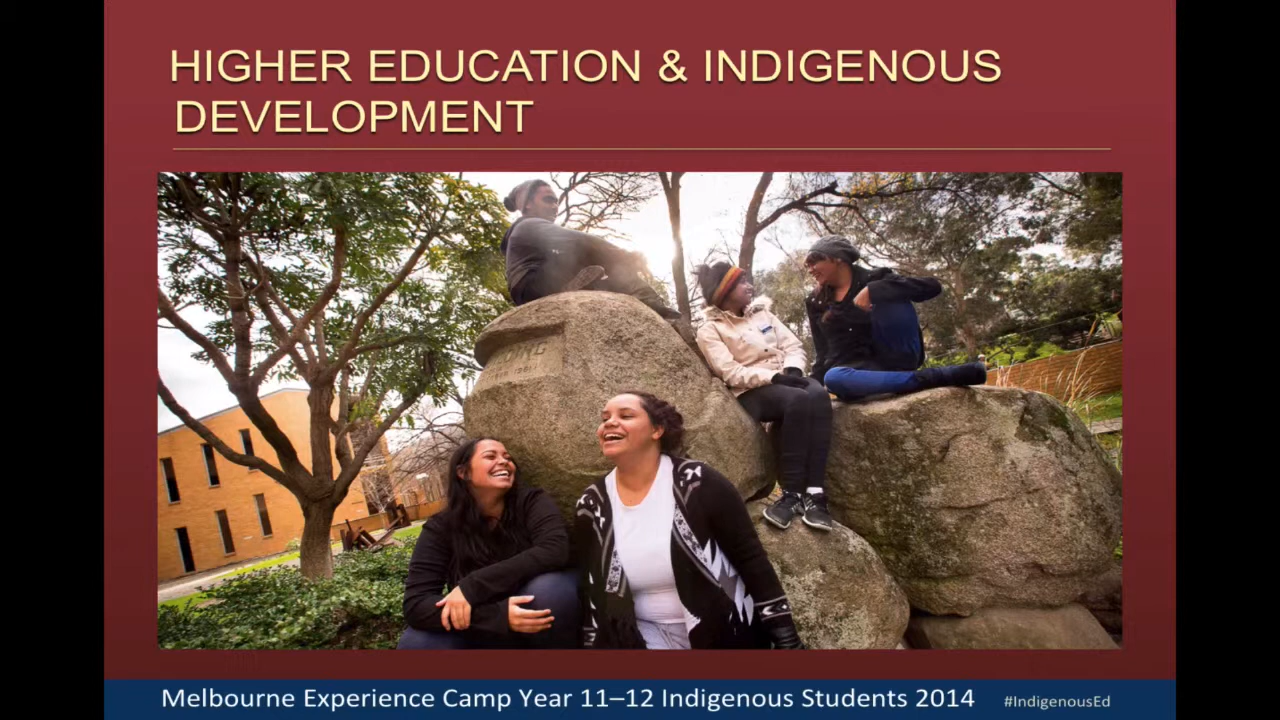 HIGHER EDUCATION & INDIGENOUS
DEVELOPMENT
Melbourne Experience Camp Year 11–12 Indigenous Students 2014 #IndigenousEd